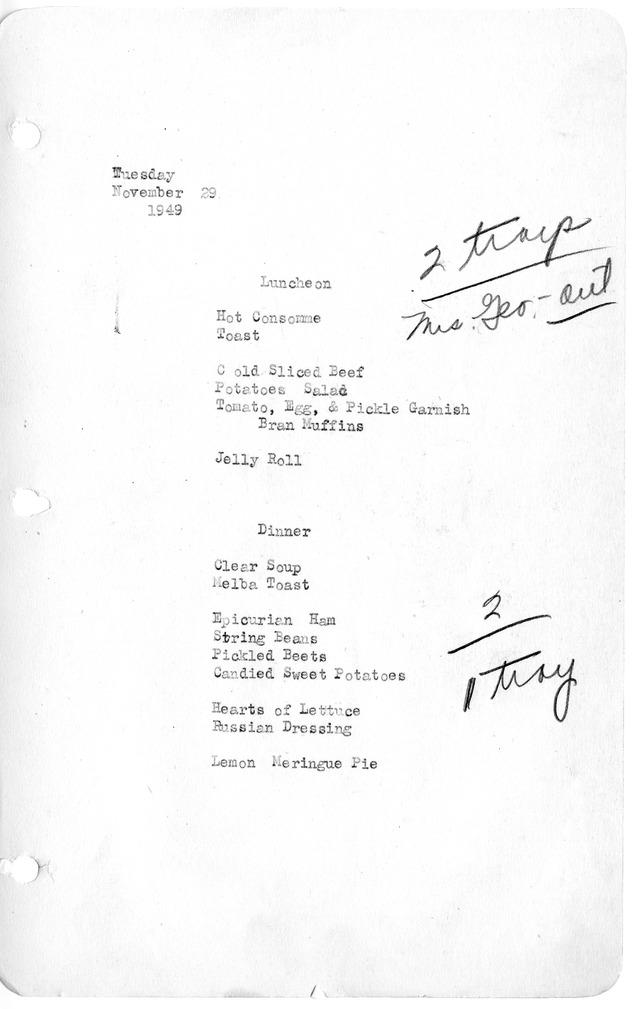 Tuesday
November 29
1949
2 trays
Mrs. Geo. - out
Luncheon
Hot Consomme
Toast
C old Sliced Beef
Potatoes Salad
Tomato, Egg, & Pickle Garnish
Bran Muffins
Jelly Roll
Dinner
Clear Soup
Melba Toast
2
1 tray
Epicurian Ham
String Beans
Pickled Beets
Candied Sweet Potatoes
Hearts of Lettuce
Russian Dressing
Lemon Meringue Pie